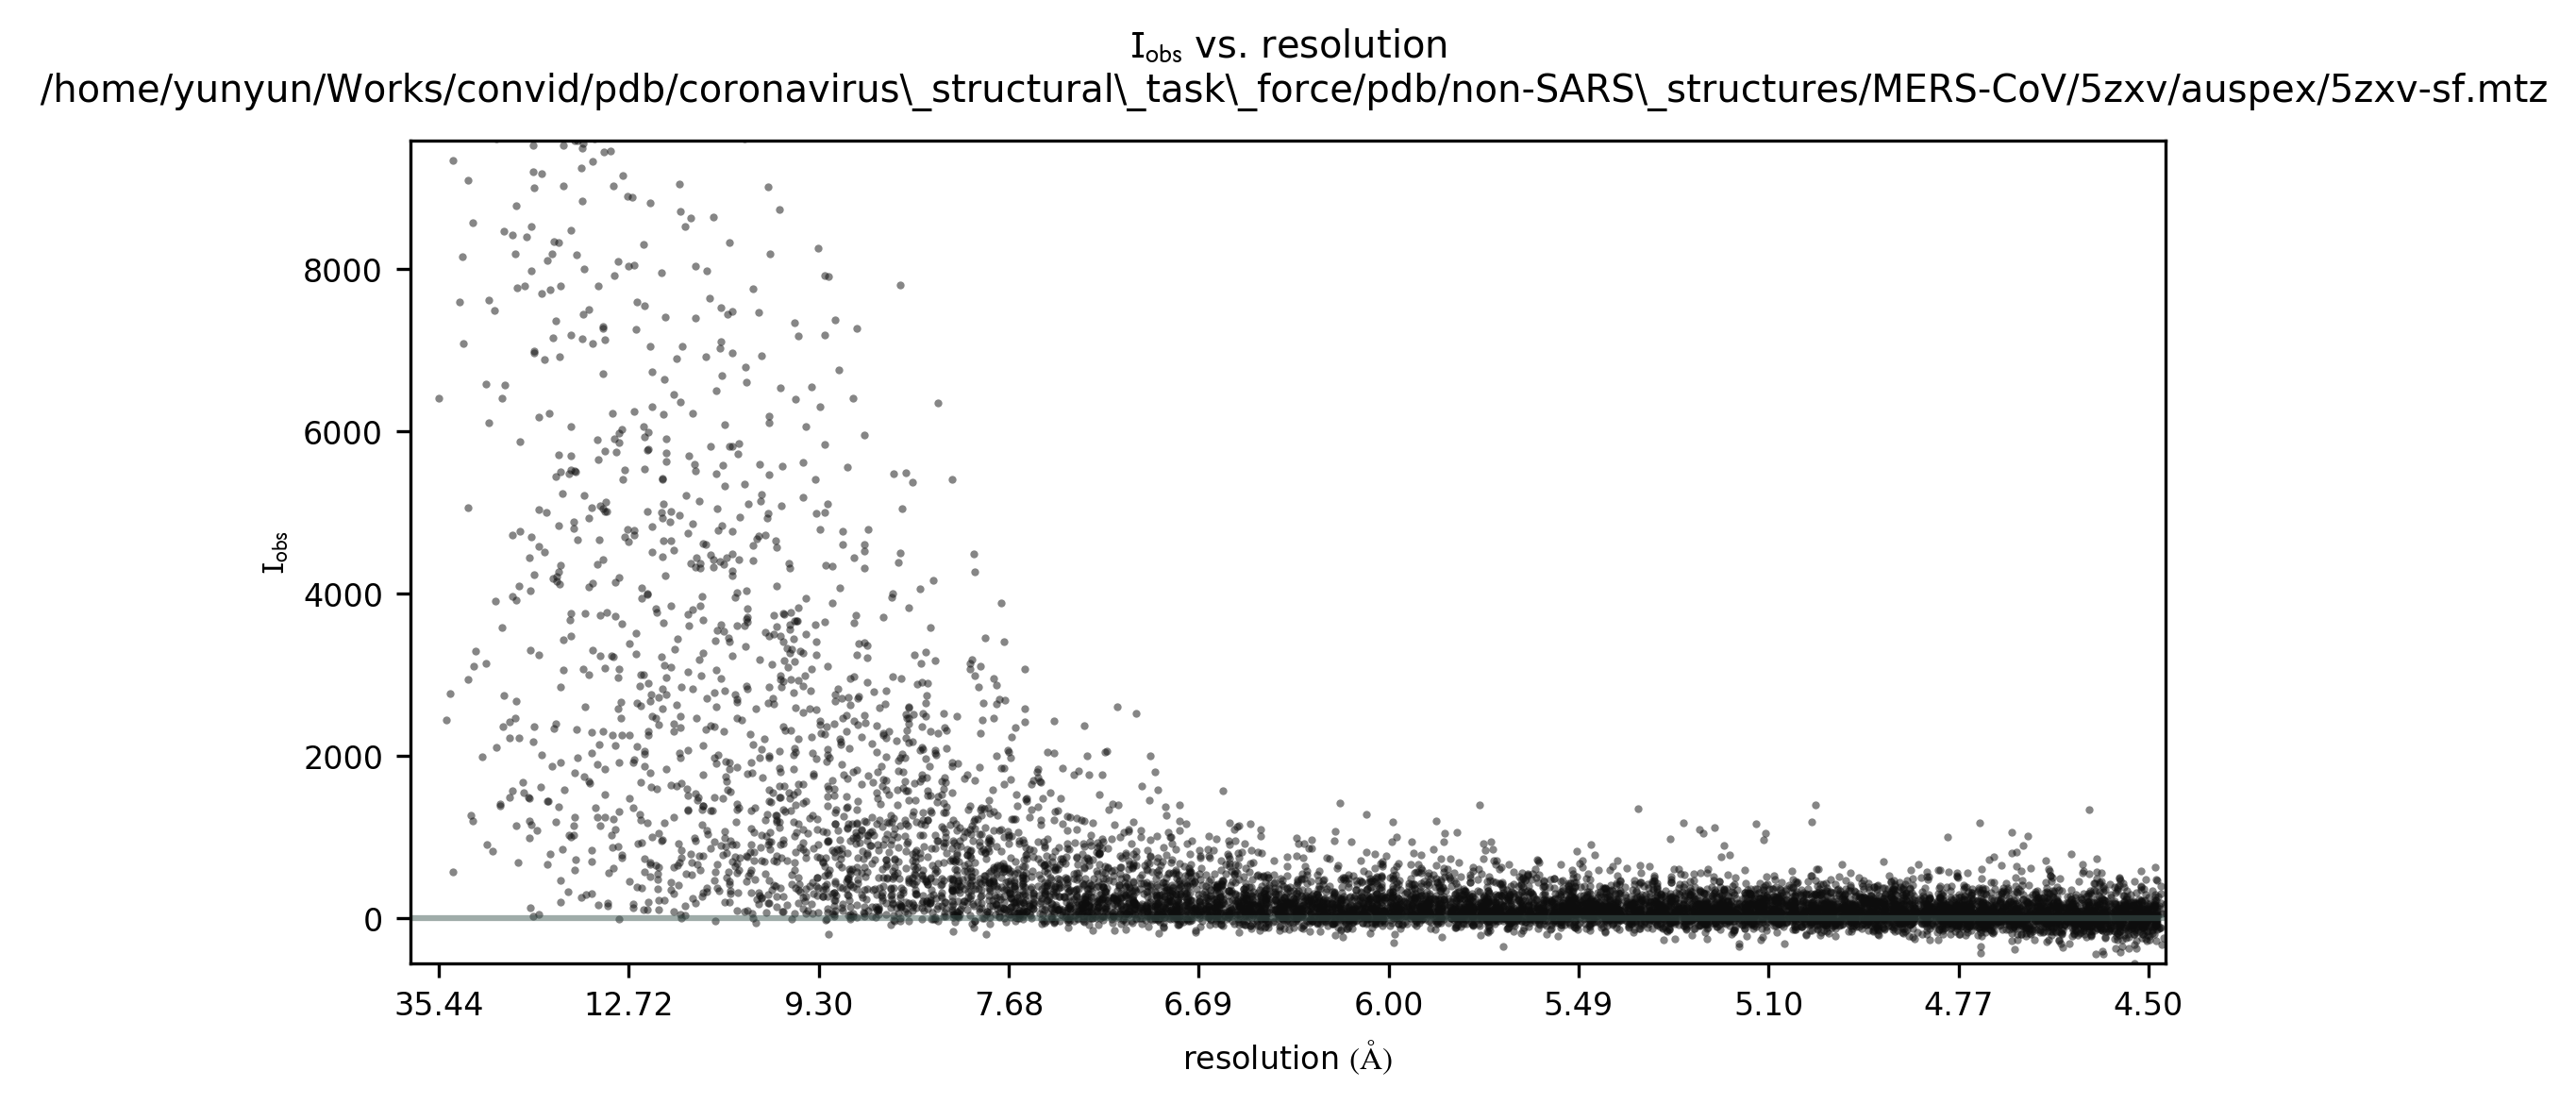 I_obs vs. resolution
/home/yunyun/Works/convid/pdb/coronavirus\_structural\_task\_force/pdb/non-SARS\_structures/MERS-CoV/5zxv/auspex/5zxv-sf.mtz
8000
6000
4000
2000
0
I_obs
35.44 12.72 9.30 7.68 6.69 6.00 5.49 5.10 4.77 4.50
resolution (Å)